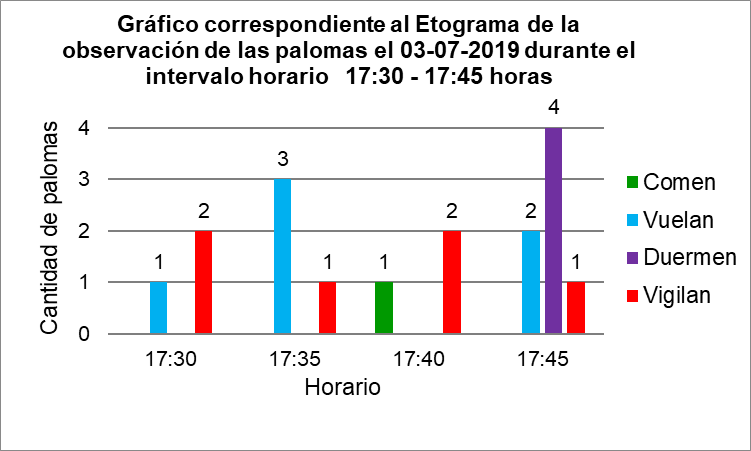 Gráfico correspondiente al Etograma de la
observación de las palomas el 03-07-2019 durante el
intervalo horario 17:30 - 17:45 horas
Cantidad de palomas
4
3
2
1
0
1
2
3
1
1
2
2
4
1
17:30
17:35
17:40
17:45
Horario
Comen
Vuelan
Duermen
Vigilan